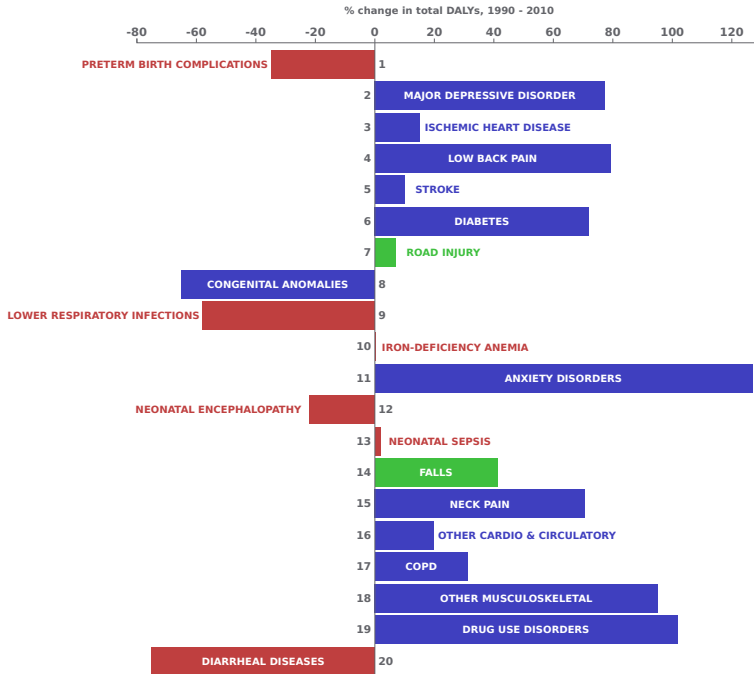 % change in total DALYs, 1990 - 2010
-80 -60 -40 -20 0 20 40 60 80 100 120
PRETERM BIRTH COMPLICATIONS 1
2 MAJOR DEPRESSIVE DISORDER
3 ISCHEMIC HEART DISEASE
4 LOW BACK PAIN
5 STROKE
6 DIABETES
7 ROAD INJURY
CONGENITAL ANOMALIES 8
LOWER RESPIRATORY INFECTIONS 9
10 IRON-DEFICIENCY ANEMIA
11 ANXIETY DISORDERS
NEONATAL ENCEPHALOPATHY 12
13 NEONATAL SEPSIS
14 FALLS
15 NECK PAIN
16 OTHER CARDIO & CIRCULATORY
17 COPD
18 OTHER MUSCULOSKELETAL
19 DRUG USE DISORDERS
DIARRHEAL DISEASES 20